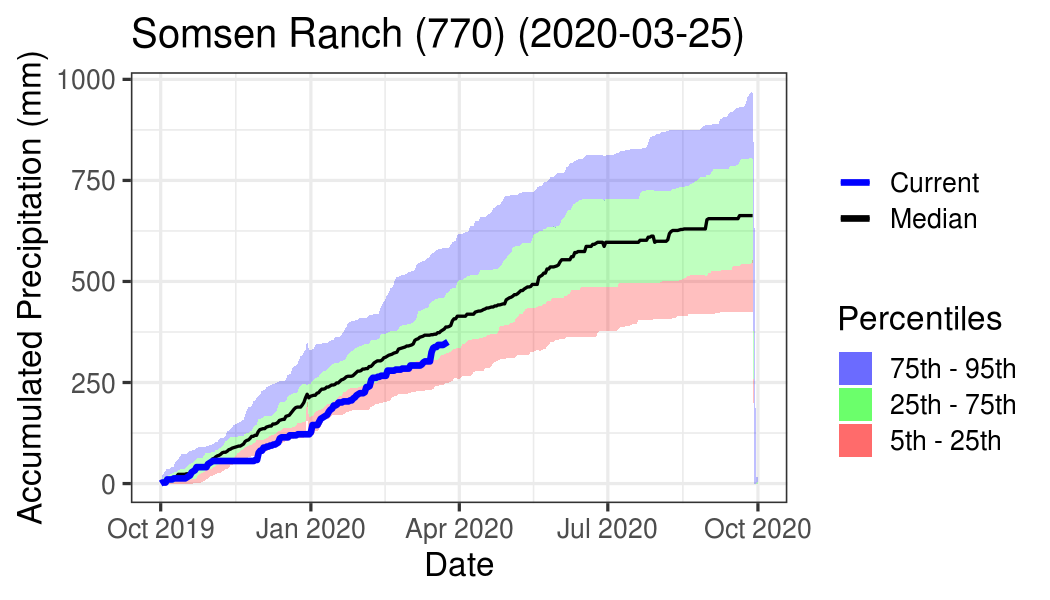 Somsen Ranch (770) (2020-03-25)
Accumulated Precipitation (mm)
1000
750
500
250
0
Oct 2019
Jan 2020
Apr 2020
Jul 2020
Oct 2020
Date
Current
Median
Percentiles
75th - 95th
25th - 75th
5th - 25th